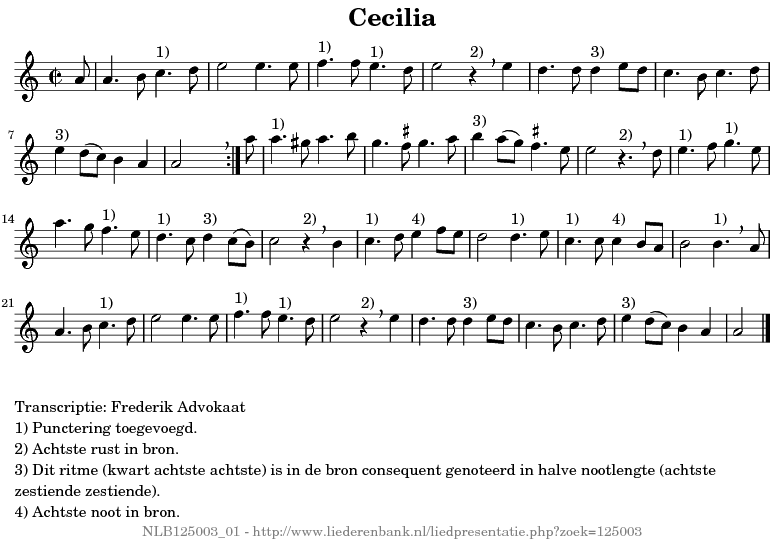 Cecilia
1)
1) 1) 2) 3)
7 3) 1) 3) 2) 1) 1)
14 1) 1) 3) 2) 1) 4) 1) 1) 4) 1)
21 1) 1) 1) 2) 3) 3)
Transcriptie: Frederik Advokaat
1) Punctering toegevoegd.
2) Achtste rust in bron.
3) Dit ritme (kwart achtste achtste) is in de bron consequent genoteerd in halve nootlengte (achtste
zestiende zestiende).
4) Achtste noot in bron.
NLB125003_01 - http://www.liederenbank.nl/liedpresentatie.php?zoek=125003